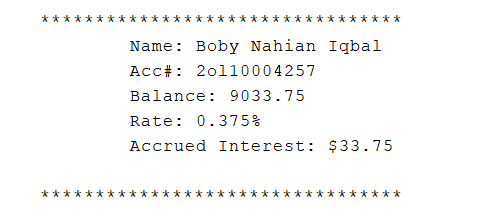 *********************************
Name: Boby Nahian Iqbal
Acc#: 2ol10004257
Balance: 9033.75
Rate: 0.375%
Accrued Interest: $33.75
*********************************